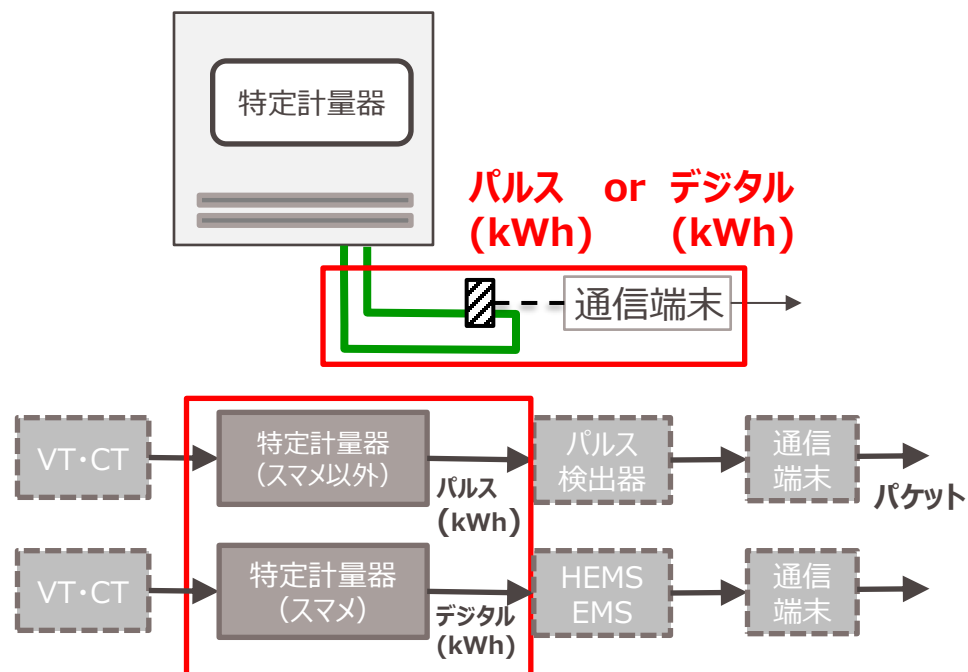 特定計量器
パルス or デジタル
(kWh) (kWh)
通信端末
VT・CT
特定計量器
(スマメ以外)
パルス
(kWh)
パルス
検出器
通信
端末
パケット
VT・CT
特定計量器
(スマメ)
デジタル
(kWh)
HEMS
EMS
通信
端末